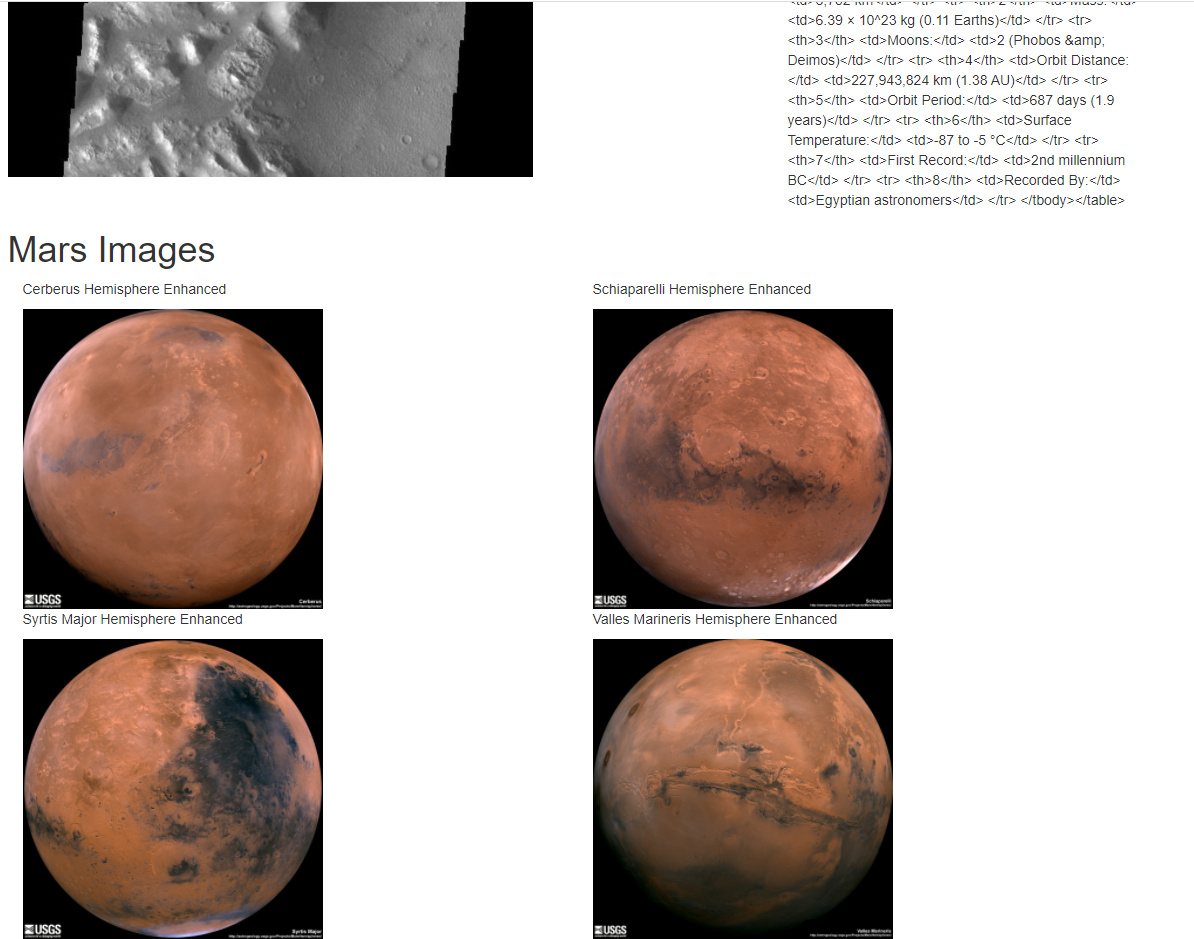 <td>6.39 × 10^23 kg (0.11 Earths)</td> </tr> <tr>
<th>3</th> <td>Moons:</td> <td>2 (Phobos &amp;
Deimos)</td> </tr> <tr> <th>4</th> <td>Orbit Distance:
</td> <td>227,943,824 km (1.38 AU)</td> </tr> <tr>
<th>5</th> <td>Orbit Period:</td> <td>687 days (1.9
years)</td> </tr> <tr> <th>6</th> <td>Surface
Temperature:</td> <td>-87 to -5 °C</td> </tr> <tr>
<th>7</th> <td>First Record:</td> <td>2nd millennium
BC</td> </tr> <tr> <th>8</th> <td>Recorded By:</td>
<td>Egyptian astronomers</td> </tr> </tbody></table>
Mars Images
Cerberus Hemisphere Enhanced
Schiaparelli Hemisphere Enhanced
USGS
Cerberus
USGS
Schiaparelli
Syrtis Major Hemisphere Enhanced
Valles Marineris Hemisphere Enhanced
USGS
Syrtis Major
USGS
Valles Marineris